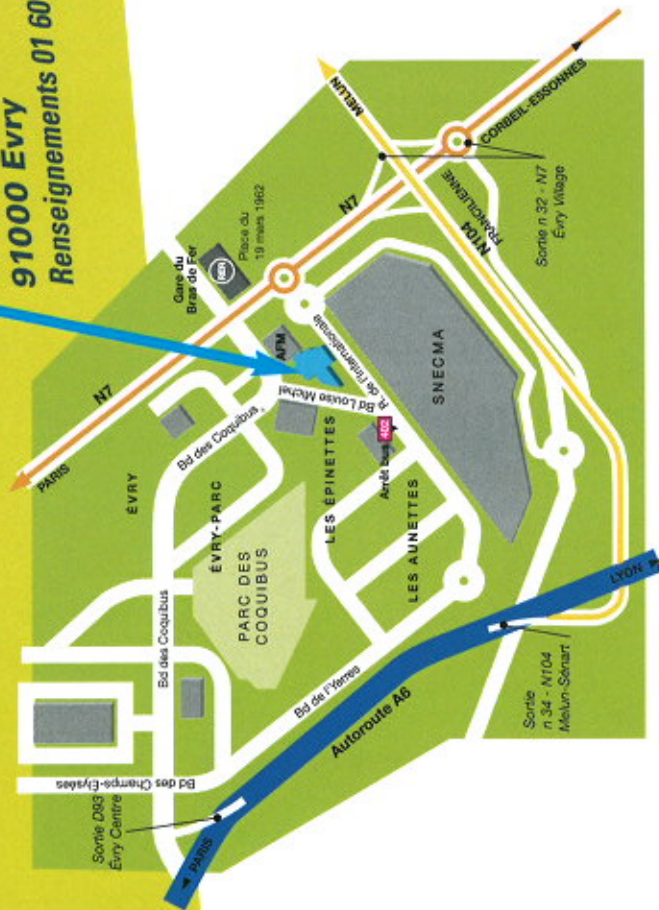 91000 Evry
Renseignements 01 60
PARIS
N7
ÉVRY
Gare du
Bras de Fer
RER
Place du
19 mars 1962
AFM
N7
MELUN
CORBEIL-ESSONNES
N104
FRANCILIENNE
Sortie n 32 - N7
Évry Village
Bd des Coquibus
ÉVRY-PARC
Bd Louise Michel
R. de l'Internationale
SNECMA
LES ÉPINETTES
Arrêt bus 402
LES AUNETTES
PARC DES
COQUIBUS
Bd des Coquibus
Bd de l'Yerres
Bd des Champs-Élysées
Autoroute A6
Sortie D93
Évry Centre
PARIS
LYON
Sortie
n 34 - N104
Melun-Sénart